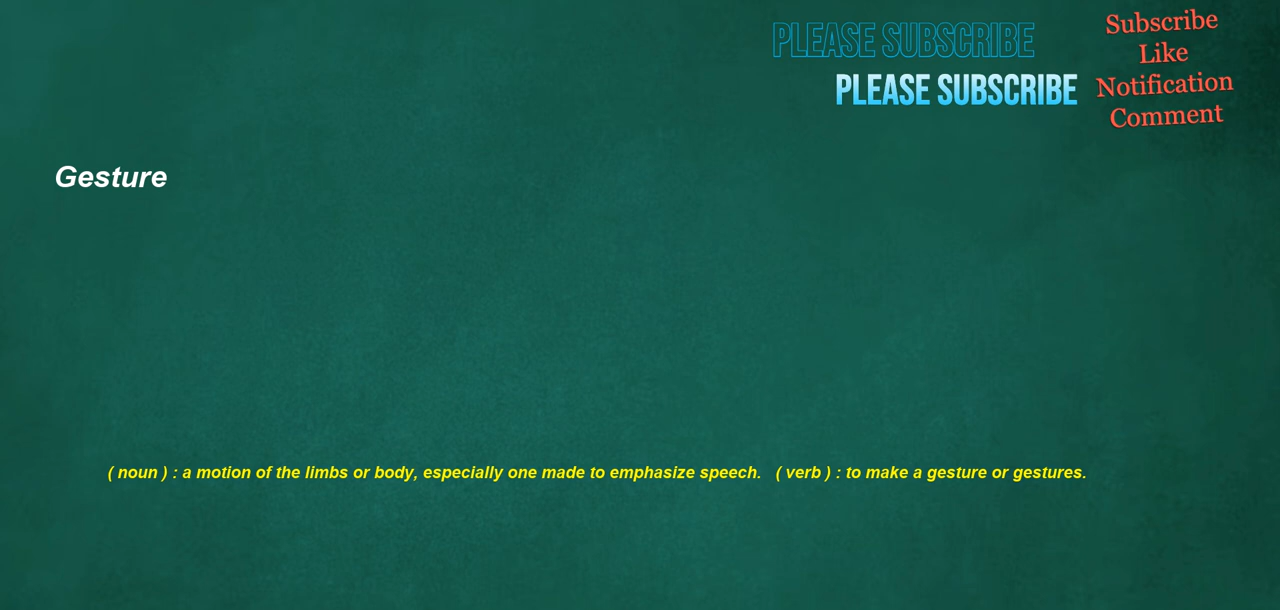 PLEASE SUBSCRIBE
PLEASE SUBSCRIBE
Subscribe
Like
Notification
Comment
Gesture
( noun ) : a motion of the limbs or body, especially one made to emphasize speech.   ( verb ) : to make a gesture or gestures.